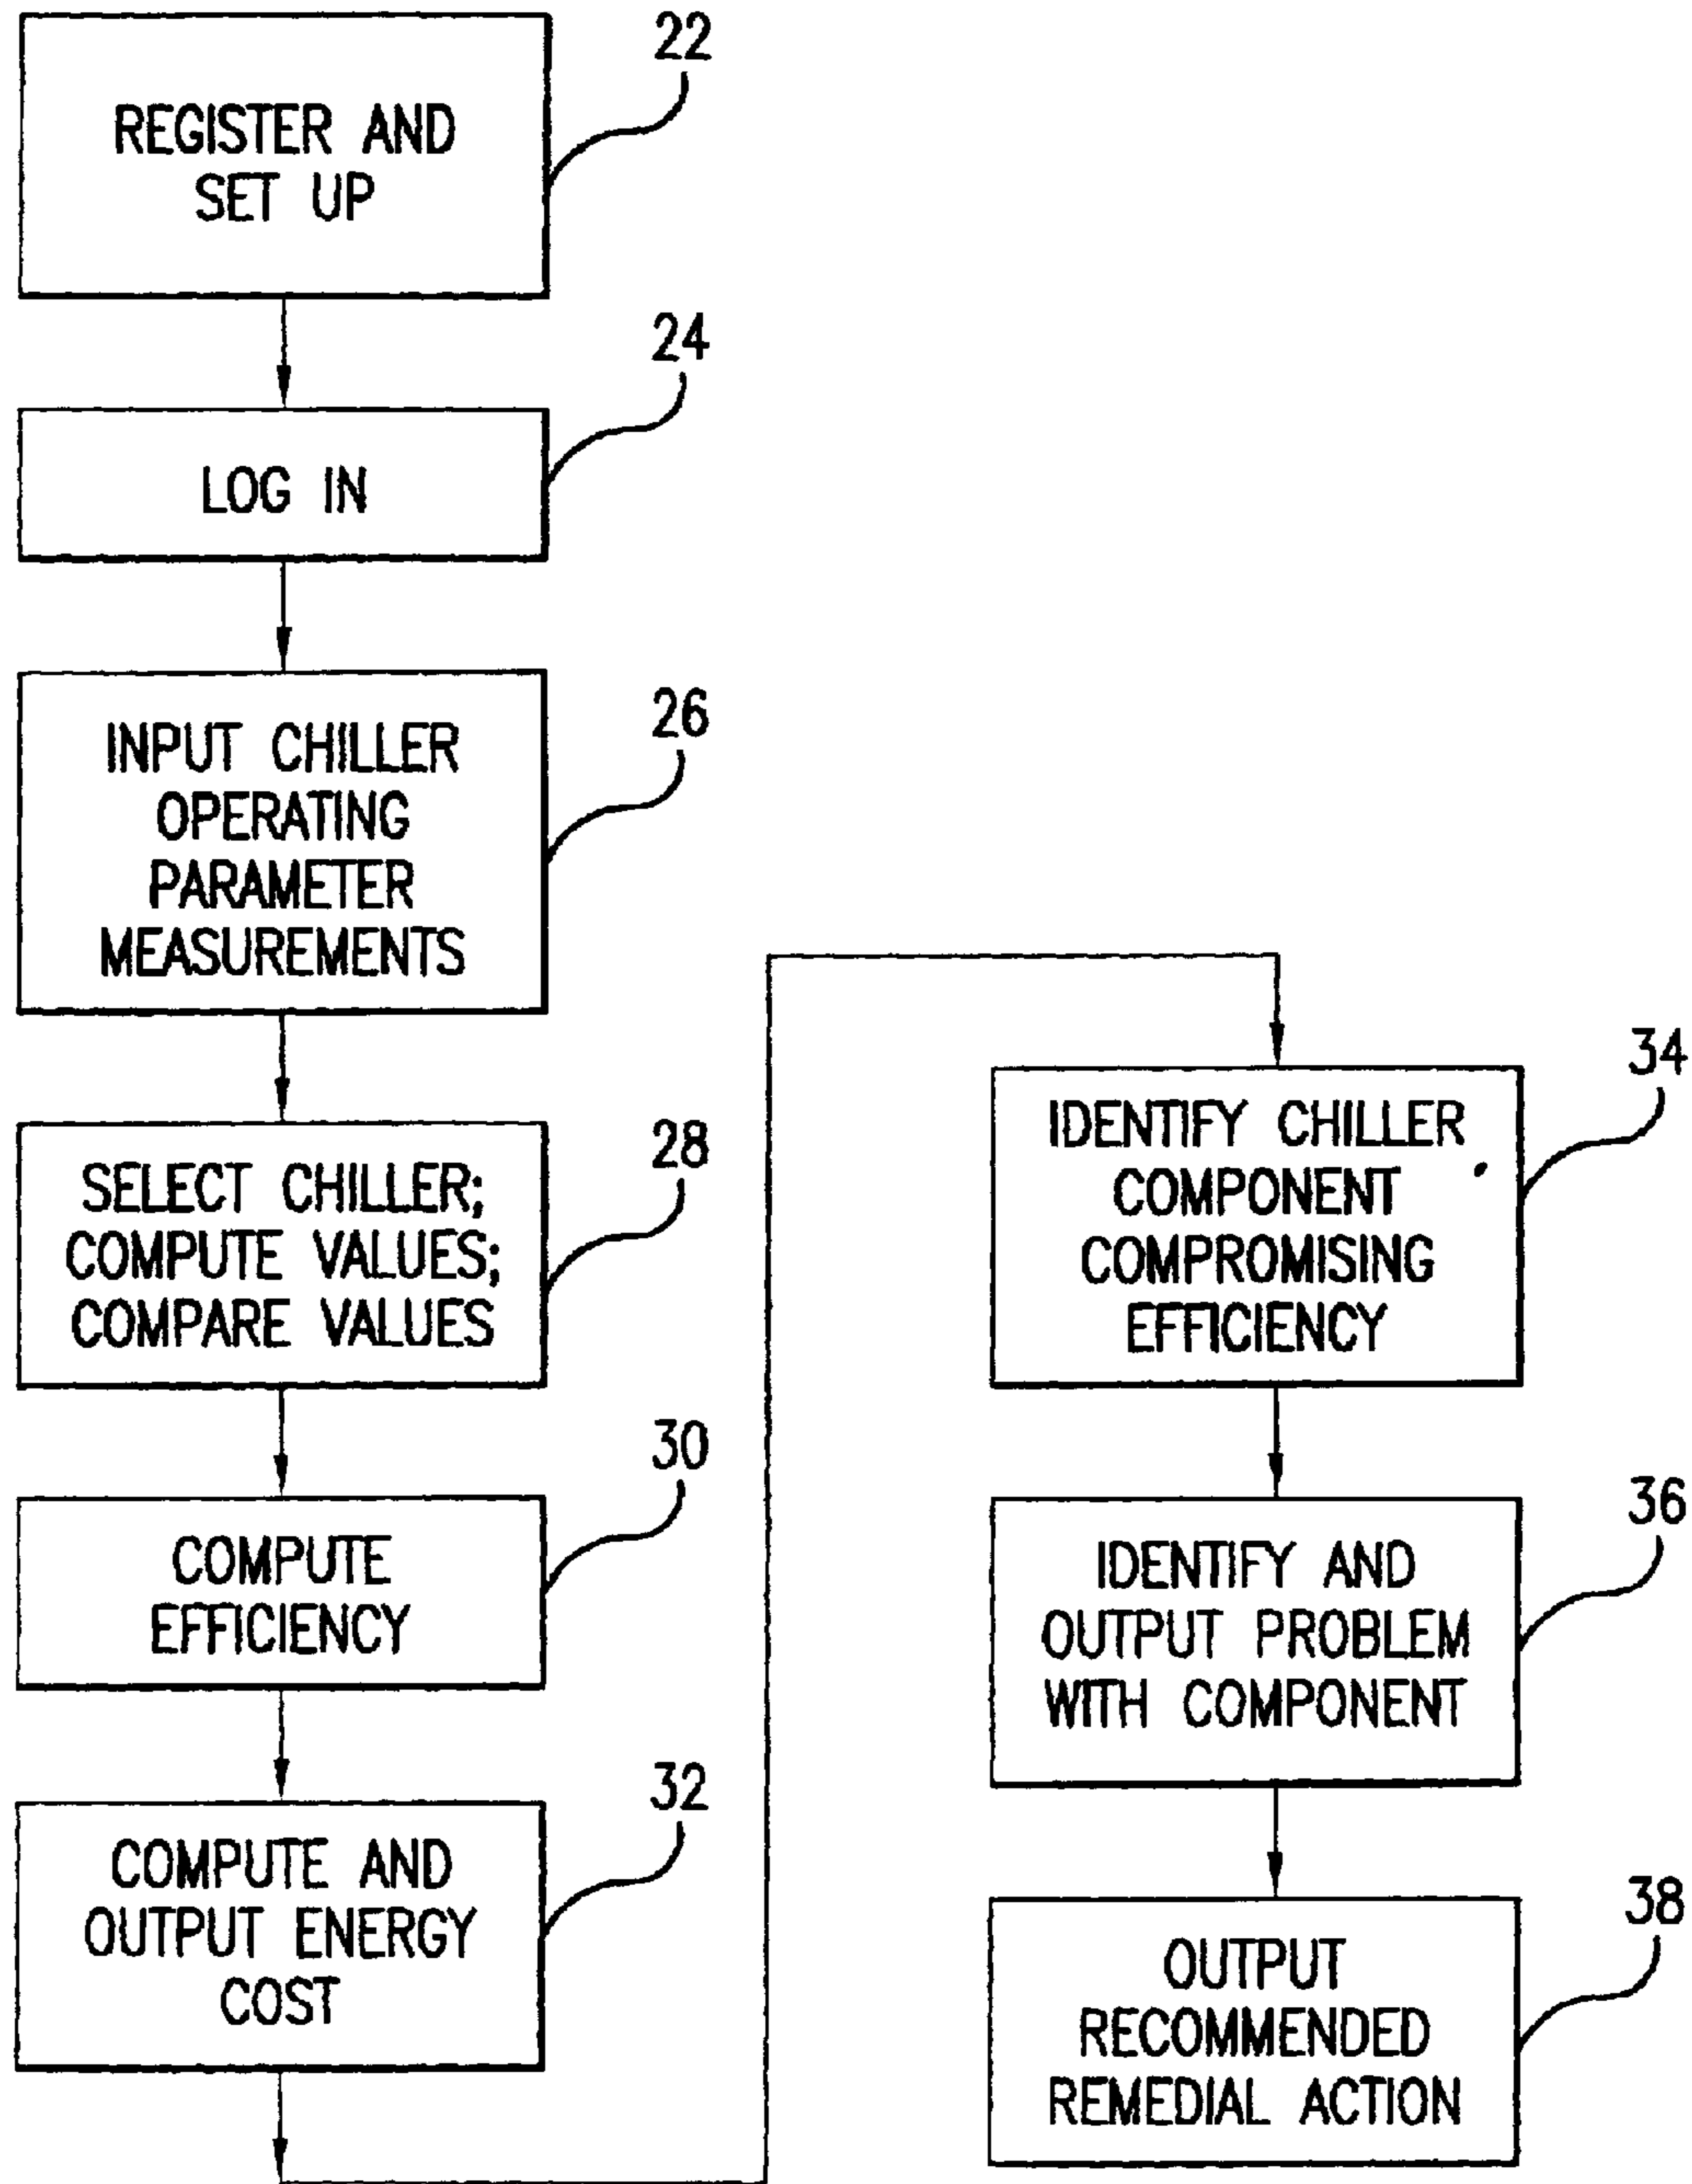 22
REGISTER AND
SET UP
24
LOG IN
26
INPUT CHILLER
OPERATING
PARAMETER
MEASUREMENTS
28
SELECT CHILLER;
COMPUTE VALUES;
COMPARE VALUES
30
COMPUTE
EFFICIENCY
32
COMPUTE AND
OUTPUT ENERGY
COST
34
IDENTIFY CHILLER
COMPONENT
COMPROMISING
EFFICIENCY
36
IDENTIFY AND
OUTPUT PROBLEM
WITH COMPONENT
38
OUTPUT
RECOMMENDED
REMEDIAL ACTION